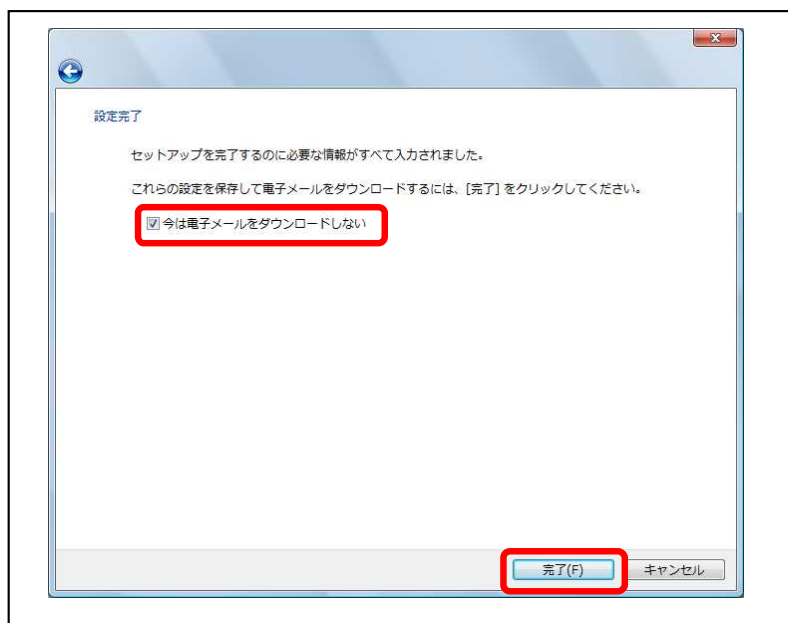 設定完了
セットアップを完了するのに必要な情報がすべて入力されました。
これらの設定を保存して電子メールをダウンロードするには、[完了] をクリックしてください。
今は電子メールをダウンロードしない
完了(F) キャンセル